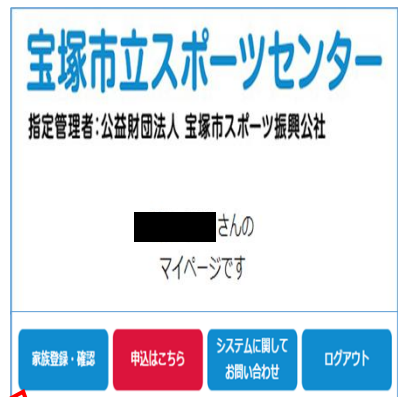 宝塚市立スポーツセンター
指定管理者:公益財団法人 宝塚市スポーツ振興公社
さんの
マイページです
家族登録・確認
申込はこちら
システムに関して
お問い合わせ
ログアウト